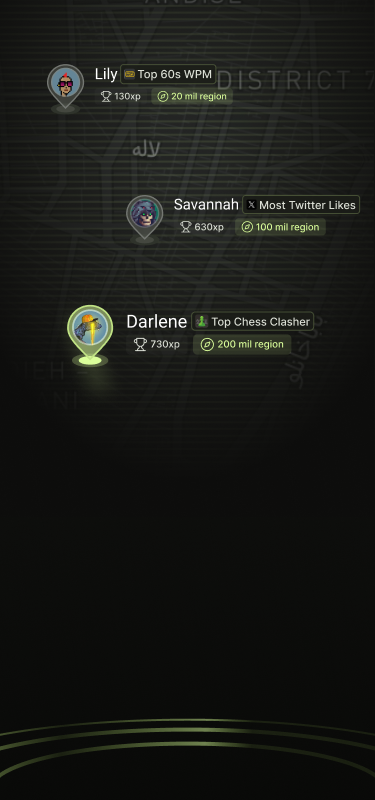 DISTRICT 7
Lily Top 60s WPM
130xp 20 mil region
لاله
Savannah Most Twitter Likes
630xp 100 mil region
Darlene Top Chess Clasher
730xp 200 mil region